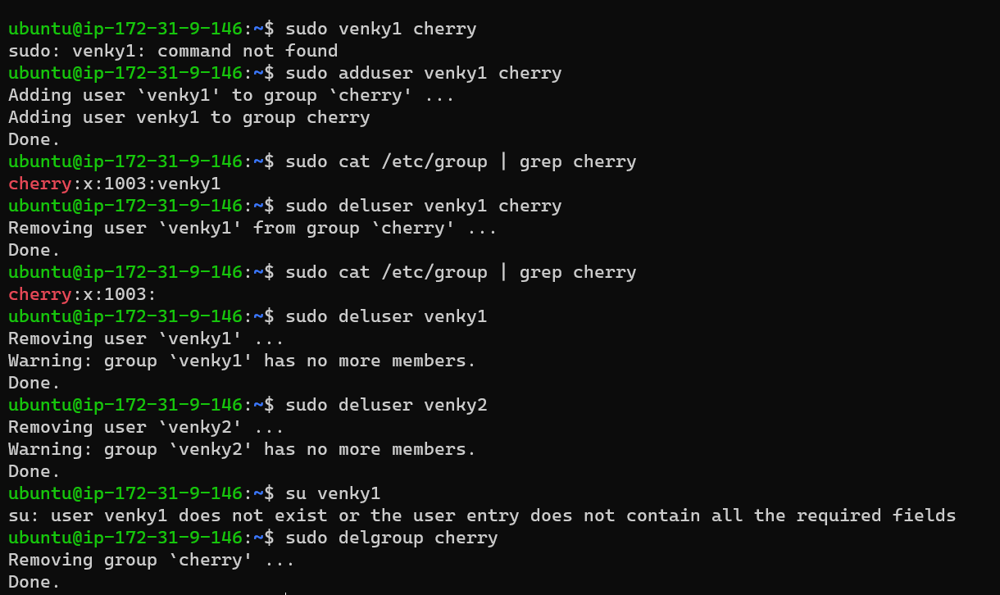 ubuntu@ip-172-31-9-146:~$ sudo venky1 cherry
sudo: venky1: command not found
ubuntu@ip-172-31-9-146:~$ sudo adduser venky1 cherry
Adding user `venky1' to group `cherry' ...
Adding user venky1 to group cherry
Done.
ubuntu@ip-172-31-9-146:~$ sudo cat /etc/group | grep cherry
cherry:x:1003:venky1
ubuntu@ip-172-31-9-146:~$ sudo deluser venky1 cherry
Removing user `venky1' from group `cherry' ...
Done.
ubuntu@ip-172-31-9-146:~$ sudo cat /etc/group | grep cherry
cherry:x:1003:
ubuntu@ip-172-31-9-146:~$ sudo deluser venky1
Removing user `venky1' ...
Warning: group `venky1' has no more members.
Done.
ubuntu@ip-172-31-9-146:~$ sudo deluser venky2
Removing user `venky2' ...
Warning: group `venky2' has no more members.
Done.
ubuntu@ip-172-31-9-146:~$ su venky1
su: user venky1 does not exist or the user entry does not contain all the required fields
ubuntu@ip-172-31-9-146:~$ sudo delgroup cherry
Removing group `cherry' ...
Done.